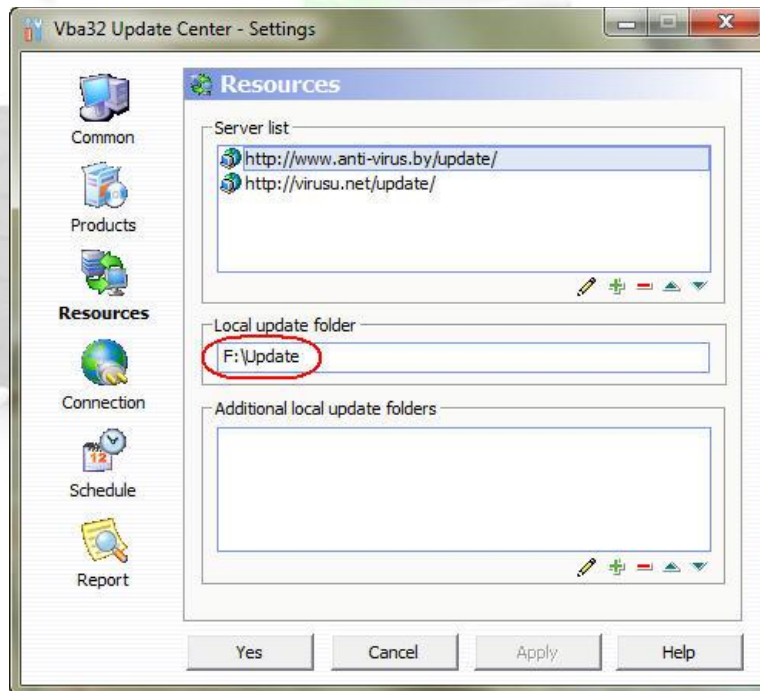 Vba32 Update Center - Settings
Common
Products
Resources
Connection
Schedule
Report
Resources
Server list
http://www.anti-virus.by/update/
http://virusu.net/update/
Local update folder
F:\Update
Additional local update folders
Yes
Cancel
Apply
Help